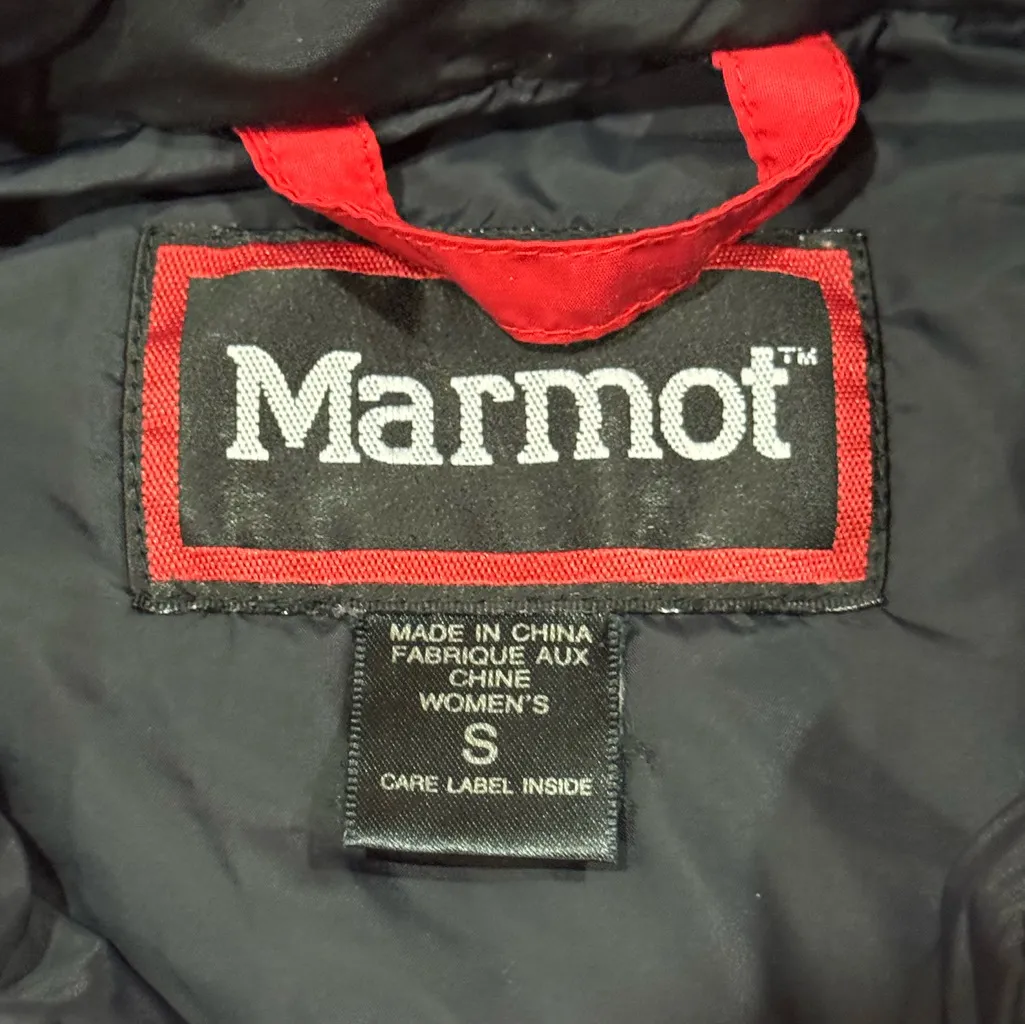 Marmot™
MADE IN CHINA
FABRIQUE AUX
CHINE
WOMEN'S
S
CARE LABEL INSIDE